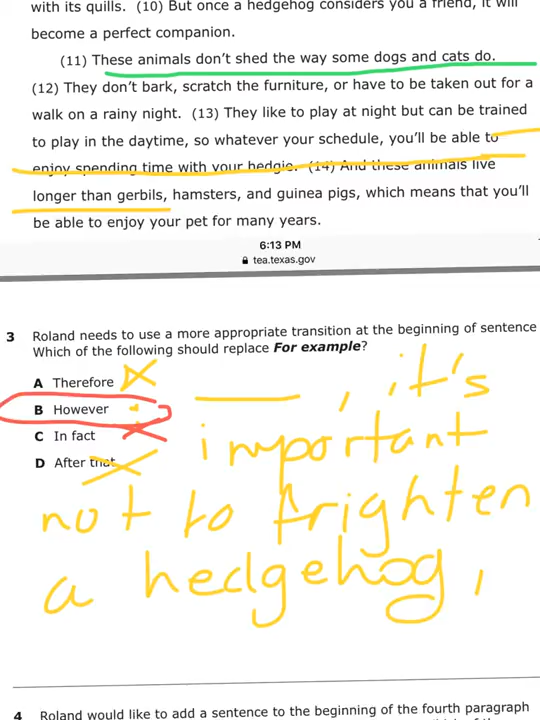 with its quills. (10) But once a hedgehog considers you a friend, it will
become a perfect companion.
(11) These animals don't shed the way some dogs and cats do.
(12) They don't bark, scratch the furniture, or have to be taken out for a
walk on a rainy night. (13) They like to play at night but can be trained
to play in the daytime, so whatever your schedule, you'll be able to
enjoy spending time with your hedgie. (14) And these animals live
longer than gerbils, hamsters, and guinea pigs, which means that you'll
be able to enjoy your pet for many years.
6:13 PM
tea.texas.gov
3 Roland needs to use a more appropriate transition at the beginning of sentence
Which of the following should replace For example?
A Therefore
B However
C In fact
D After that
_____, it's
important
not to frighten
a hedgehog,
4 Roland would like to add a sentence to the beginning of the fourth paragraph